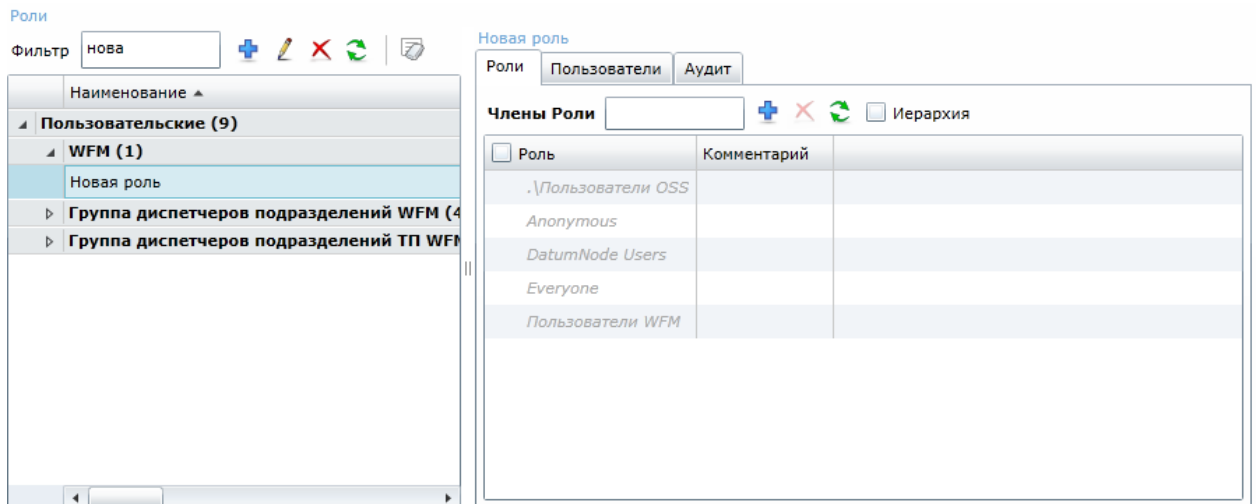 Роли
Фильтр нова
Наименование
Пользовательские (9)
WFM (1)
Новая роль
Группа диспетчеров подразделений WFM (4
Группа диспетчеров подразделений ТП WFM
Новая роль
Роли Пользователи Аудит
Члены Роли Иерархия
Роль Комментарий
.\Пользователи OSS
Anonymous
DatumNode Users
Everyone
Пользователи WFM